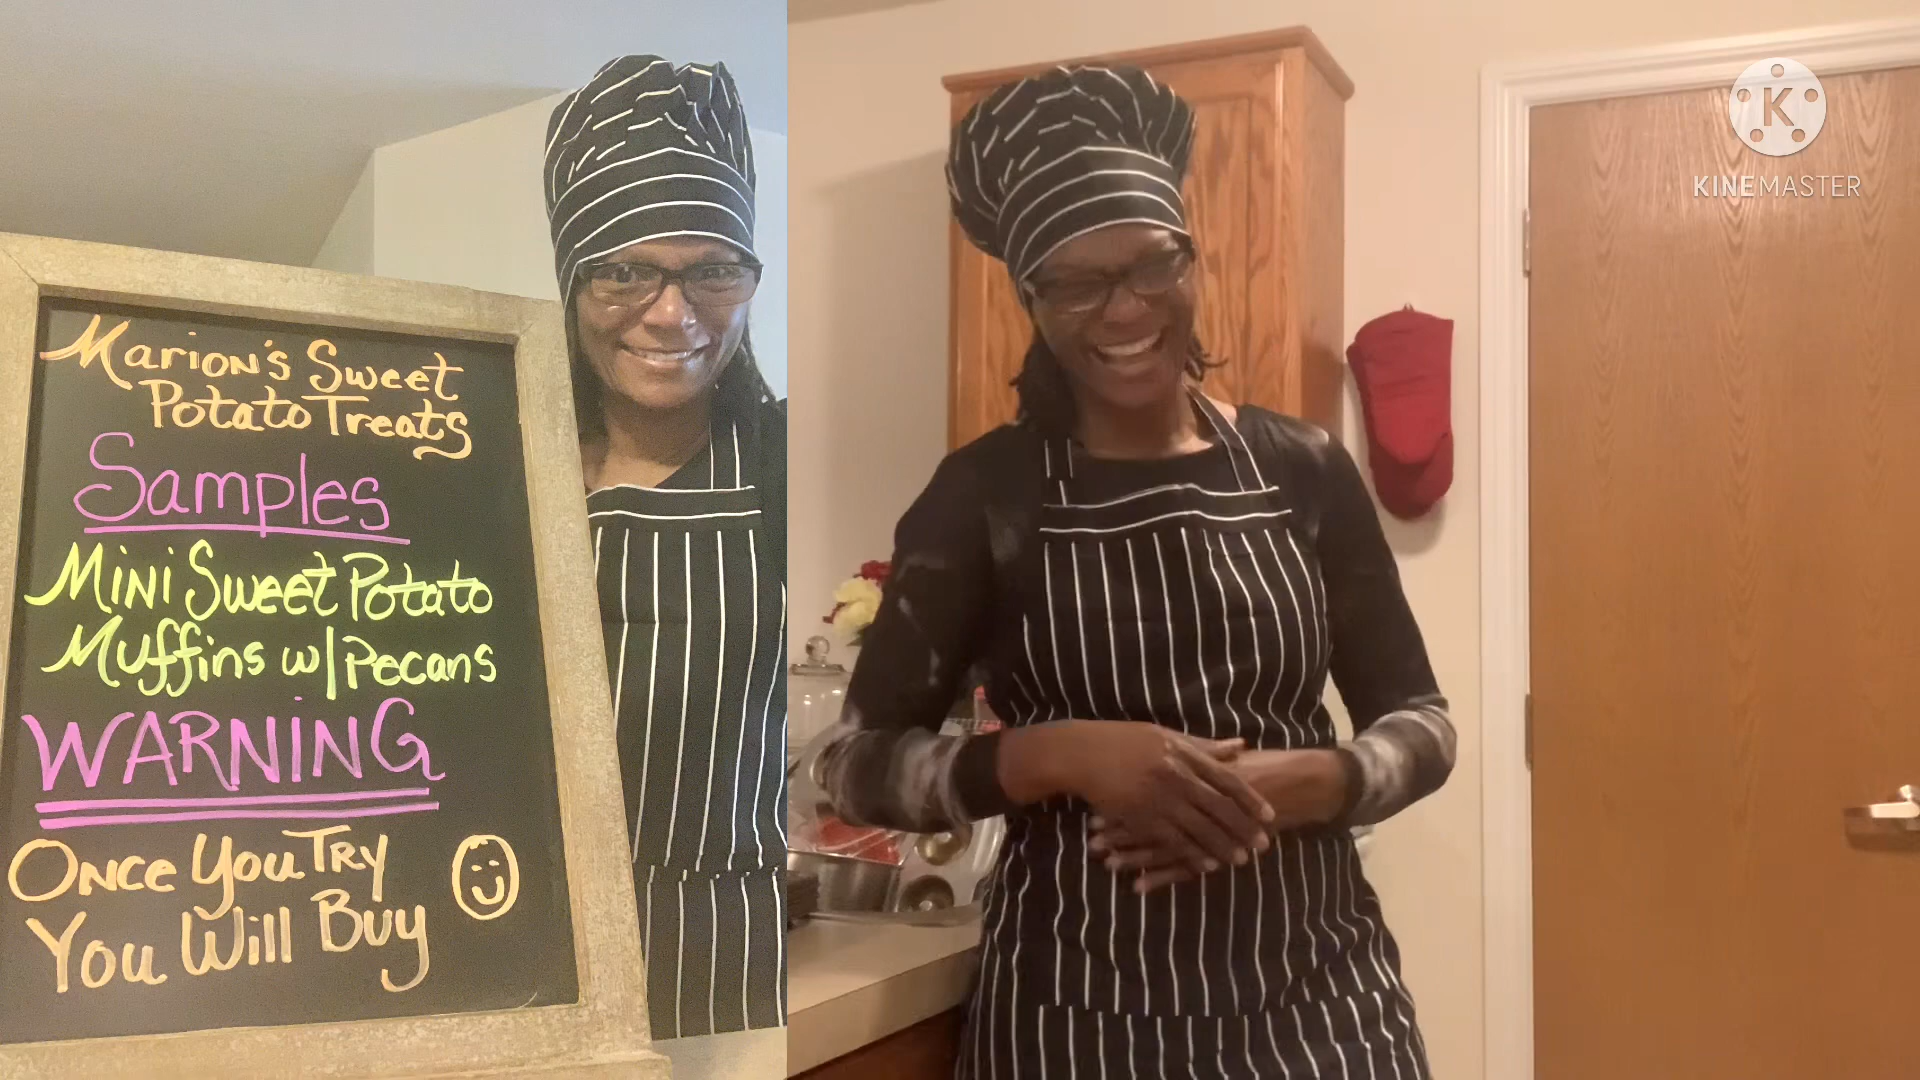 Marion's Sweet
Potato Treats
Samples
Mini Sweet Potato
Muffins w/Pecans
WARNING
Once You Try
You Will Buy
K
KINEMASTER